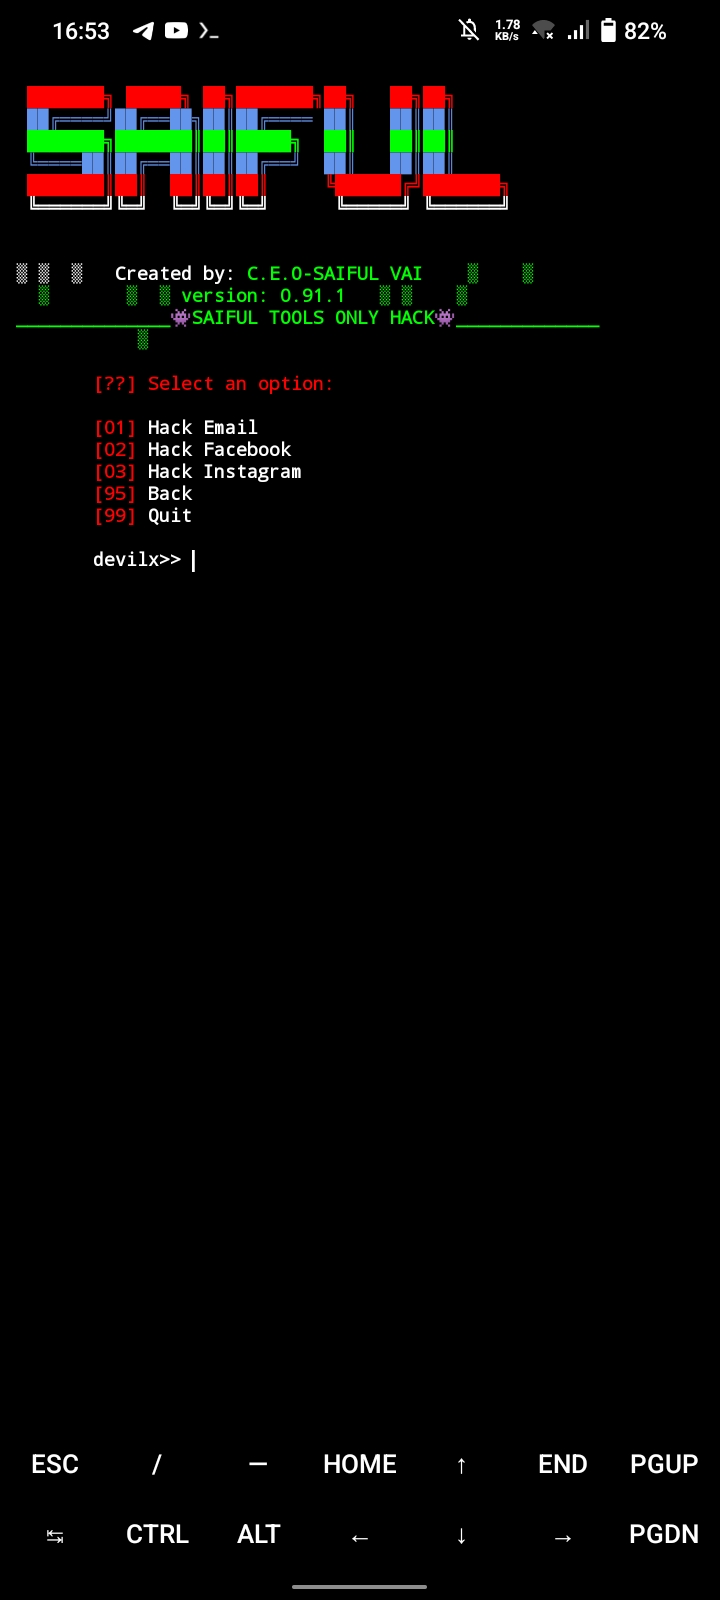 16:53 1.78 KB/s 82%
SAIFUL
Created by: C.E.O-SAIFUL VAI
version: 0.91.1
SAIFUL TOOLS ONLY HACK
[??] Select an option:
[01] Hack Email
[02] Hack Facebook
[03] Hack Instagram
[95] Back
[99] Quit
devilx>>
ESC / — HOME ↑ END PGUP
↹ CTRL ALT ← ↓ → PGDN